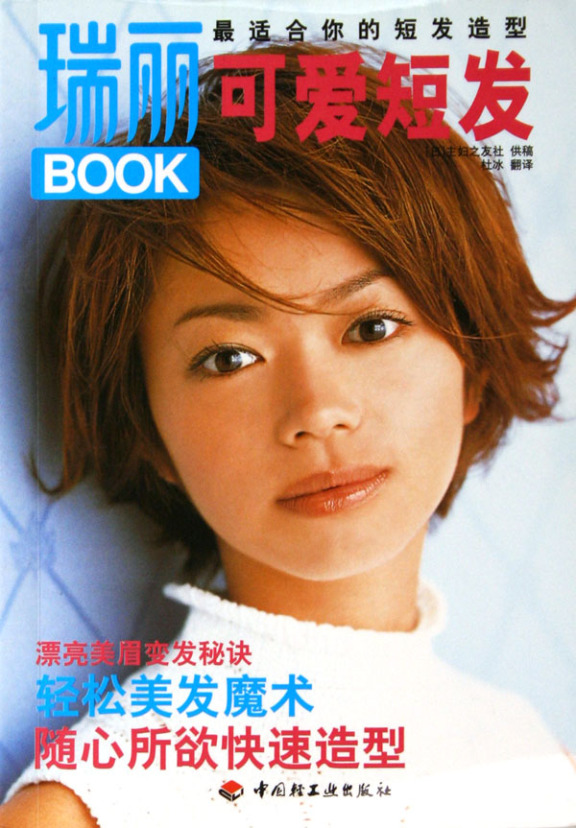 最适合你的短发造型
瑞丽
BOOK
可爱短发
[日]主妇之友社 供稿
杜冰 翻译
漂亮美眉变发秘诀
轻松美发魔术
随心所欲快速造型
中国轻工业出版社